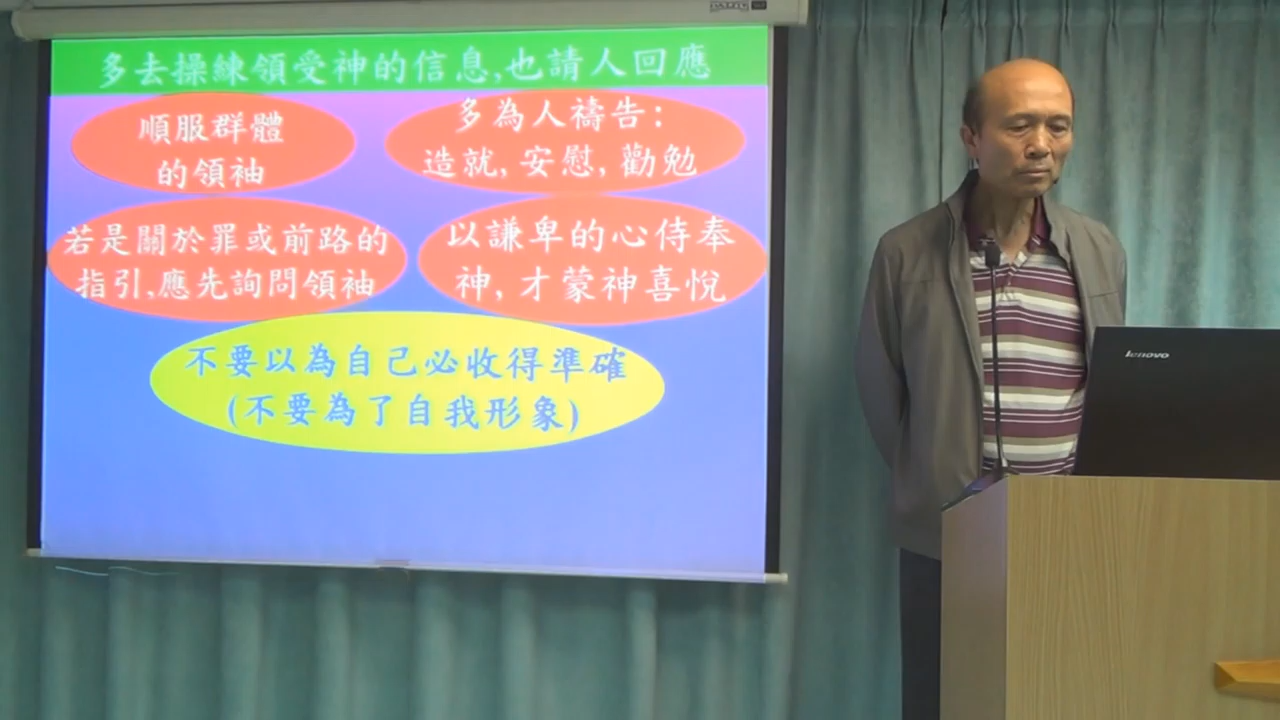 多去操練領受神的信息,也請人回應
順服群體
的領袖
多為人禱告:
造就, 安慰, 勸勉
若是關於罪或前路的
指引,應先詢問領袖
以謙卑的心侍奉
神, 才蒙神喜悅
不要以為自己必收得準確
(不要為了自我形象)
lenovo